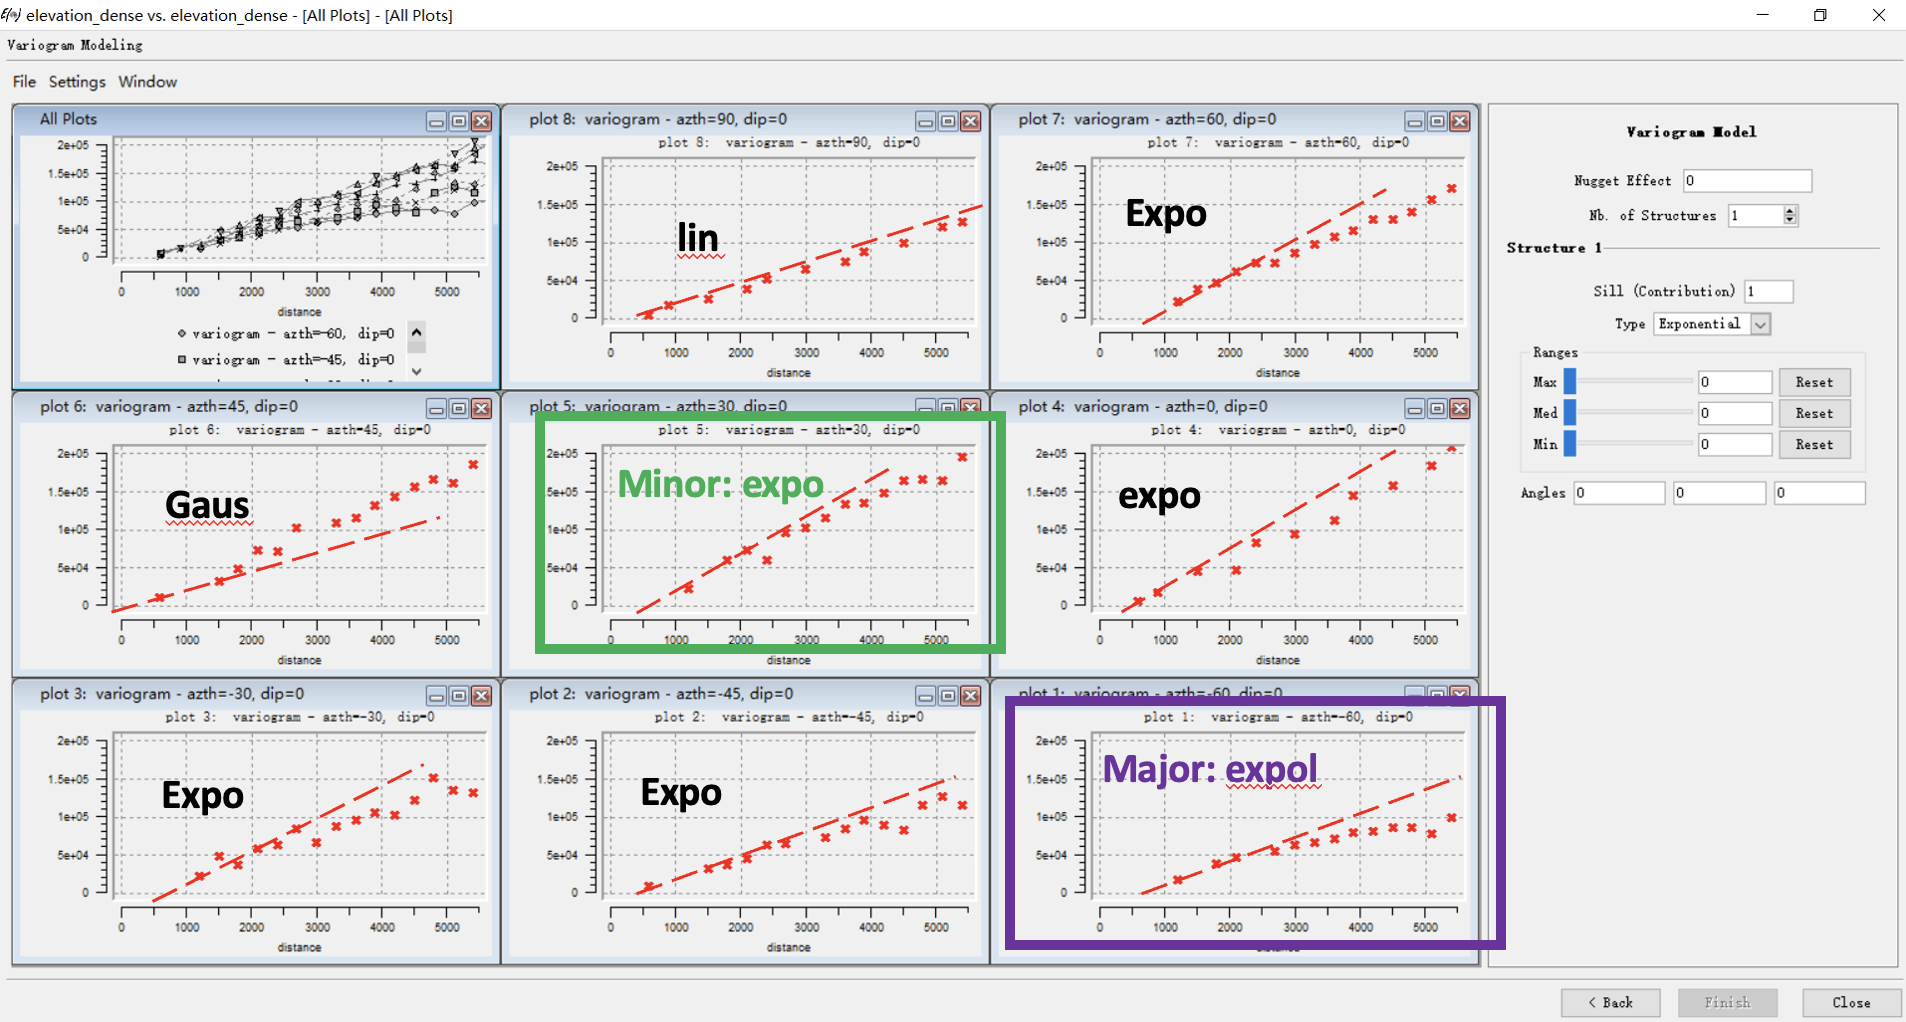 elevation_dense vs. elevation_dense - [All Plots] - [All Plots]
Variogram Modeling
File Settings Window
All Plots
2e+05
1.5e+05
1e+05
5e+04
0
0 1000 2000 3000 4000 5000
distance
variogram - azth=-60, dip=0
variogram - azth=-45, dip=0
plot 8: variogram - azth=90, dip=0
plot 8: variogram - azth=90, dip=0
2e+05
1.5e+05
1e+05
5e+04
0
lin
0 1000 2000 3000 4000 5000
distance
plot 7: variogram - azth=60, dip=0
plot 7: variogram - azth=60, dip=0
2e+05
1.5e+05
1e+05
5e+04
0
Expo
0 1000 2000 3000 4000 5000
distance
plot 6: variogram - azth=45, dip=0
plot 6: variogram - azth=45, dip=0
2e+05
1.5e+05
1e+05
5e+04
0
Gaus
0 1000 2000 3000 4000 5000
distance
plot 5: variogram - azth=30, dip=0
plot 5: variogram - azth=30, dip=0
2e+05
1.5e+05
1e+05
5e+04
0
Minor: expo
0 1000 2000 3000 4000 5000
distance
plot 4: variogram - azth=0, dip=0
plot 4: variogram - azth=0, dip=0
2e+05
1.5e+05
1e+05
5e+04
0
expo
0 1000 2000 3000 4000 5000
distance
plot 3: variogram - azth=-30, dip=0
plot 3: variogram - azth=-30, dip=0
2e+05
1.5e+05
1e+05
5e+04
0
Expo
0 1000 2000 3000 4000 5000
distance
plot 2: variogram - azth=-45, dip=0
plot 2: variogram - azth=-45, dip=0
2e+05
1.5e+05
1e+05
5e+04
0
Expo
0 1000 2000 3000 4000 5000
distance
plot 1: variogram - azth=-60, dip=0
plot 1: variogram - azth=-60, dip=0
2e+05
1.5e+05
1e+05
5e+04
0
Major: expol
0 1000 2000 3000 4000 5000
distance
Variogram Model
Nugget Effect 0
Nb. of Structures 1
Structure 1
Sill (Contribution) 1
Type Exponential
Ranges
Max 0 Reset
Med 0 Reset
Min 0 Reset
Angles 0 0 0
< Back Finish Close